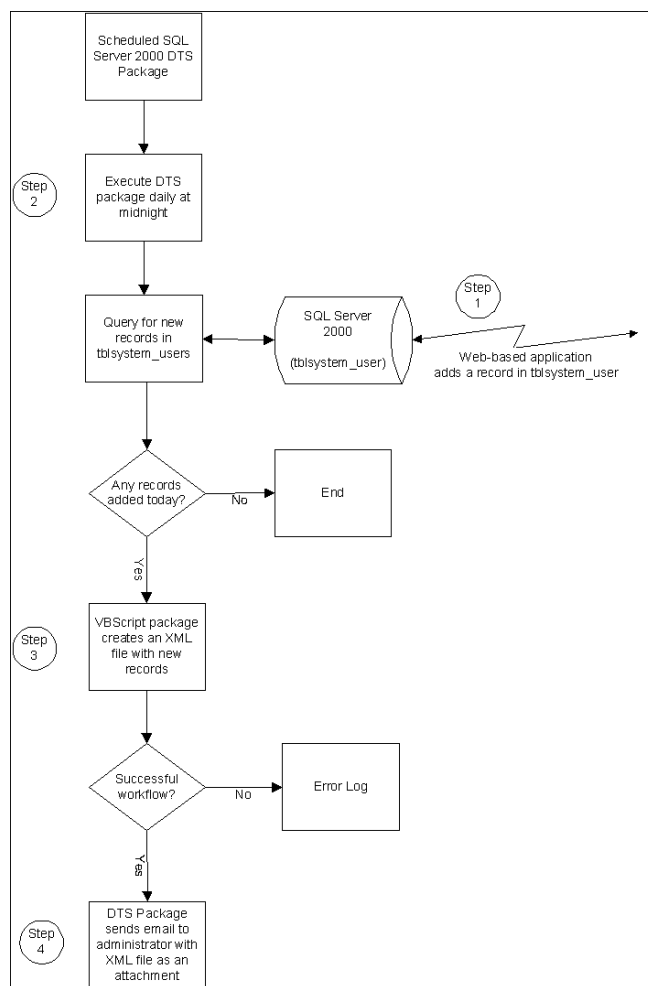 Scheduled SQL
Server 2000 DTS
Package
Step
2
Execute DTS
package daily at
midnight
Step
1
Query for new
records in
tblsystem_users
SQL Server
2000
(tblsystem_user)
Web-based application
adds a record in tblsystem_user
Any records
added today?
No
End
Yes
Step
3
VBScript package
creates an XML
file with new
records
Successful
workflow?
No
Error Log
Yes
Step
4
DTS Package
sends email to
administrator with
XML file as an
attachment